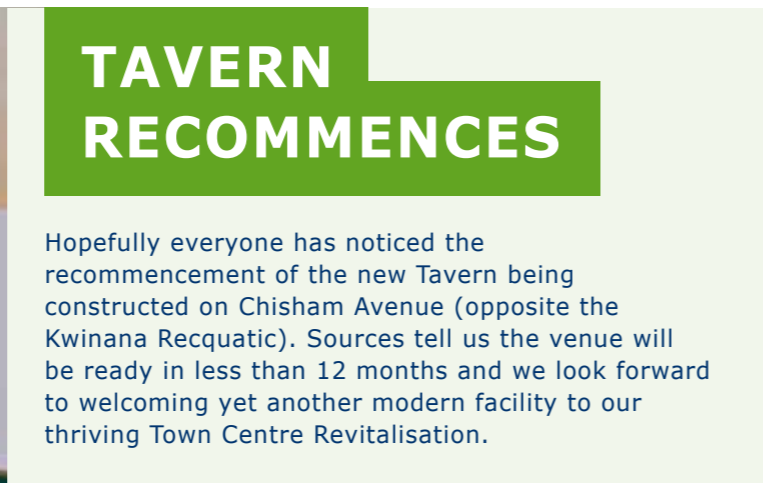 TAVERN
RECOMMENCES
Hopefully everyone has noticed the
recommencement of the new Tavern being
constructed on Chisham Avenue (opposite the
Kwinana Recquatic). Sources tell us the venue will
be ready in less than 12 months and we look forward
to welcoming yet another modern facility to our
thriving Town Centre Revitalisation.